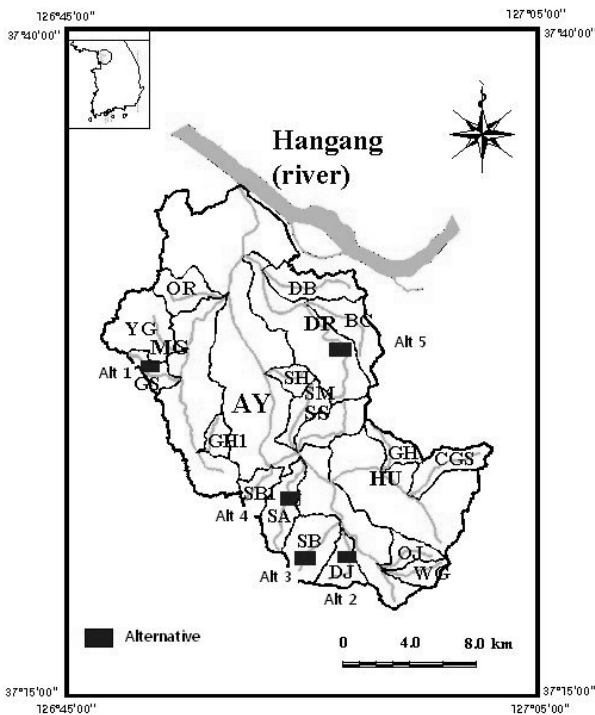 126°45'00"
127°05'00"
37°40'00"
37°40'00"
Hangang
(river)
OR
DB
DR
BC
YG
MG
Alt 5
Alt 1
GS
SH
SM
AY
SS
GH1
GH
CGS
HU
SB1
Alt 4
SA
SB
OJ
WG
Alt 3
DJ
Alt 2
Alternative
0 4.0 8.0 km
37°15'00"
37°15'00"
126°45'00"
127°05'00"